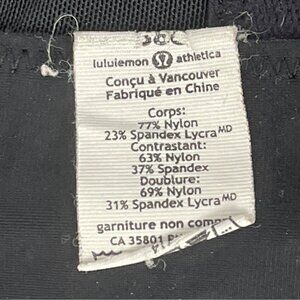 lululemon athletica
Conçu à Vancouver
Fabriqué en Chine
Corps:
77% Nylon
23% Spandex Lycra MD
Contrastant:
63% Nylon
37% Spandex
Doublure:
69% Nylon
31% Spandex Lycra MD
garniture non
CA 35801